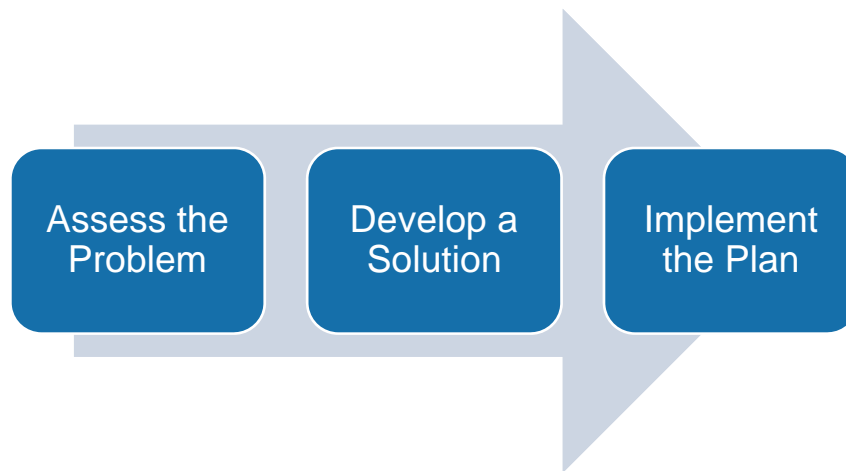 Assess the
Problem
Develop a
Solution
Implement
the Plan